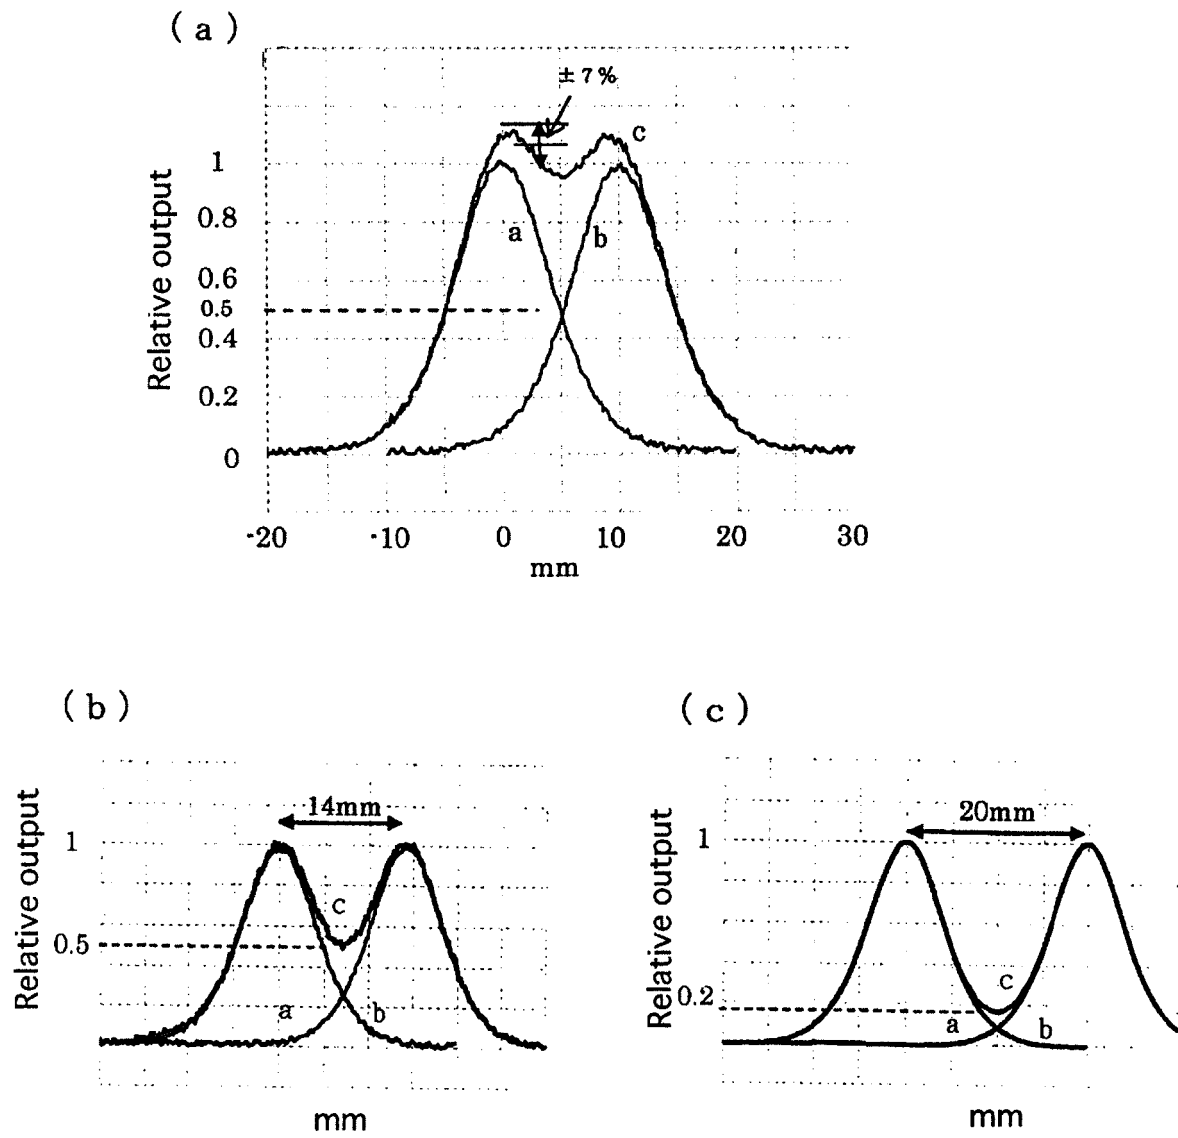 (a)
±7%
c
1
0.8
a
b
0.6
0.5
0.4
0.2
0
Relative output
-20 -10 0 10 20 30
mm
(b)
14mm
1
c
0.5
a
b
Relative output
mm
(c)
20mm
1
c
0.2
a
b
Relative output
mm